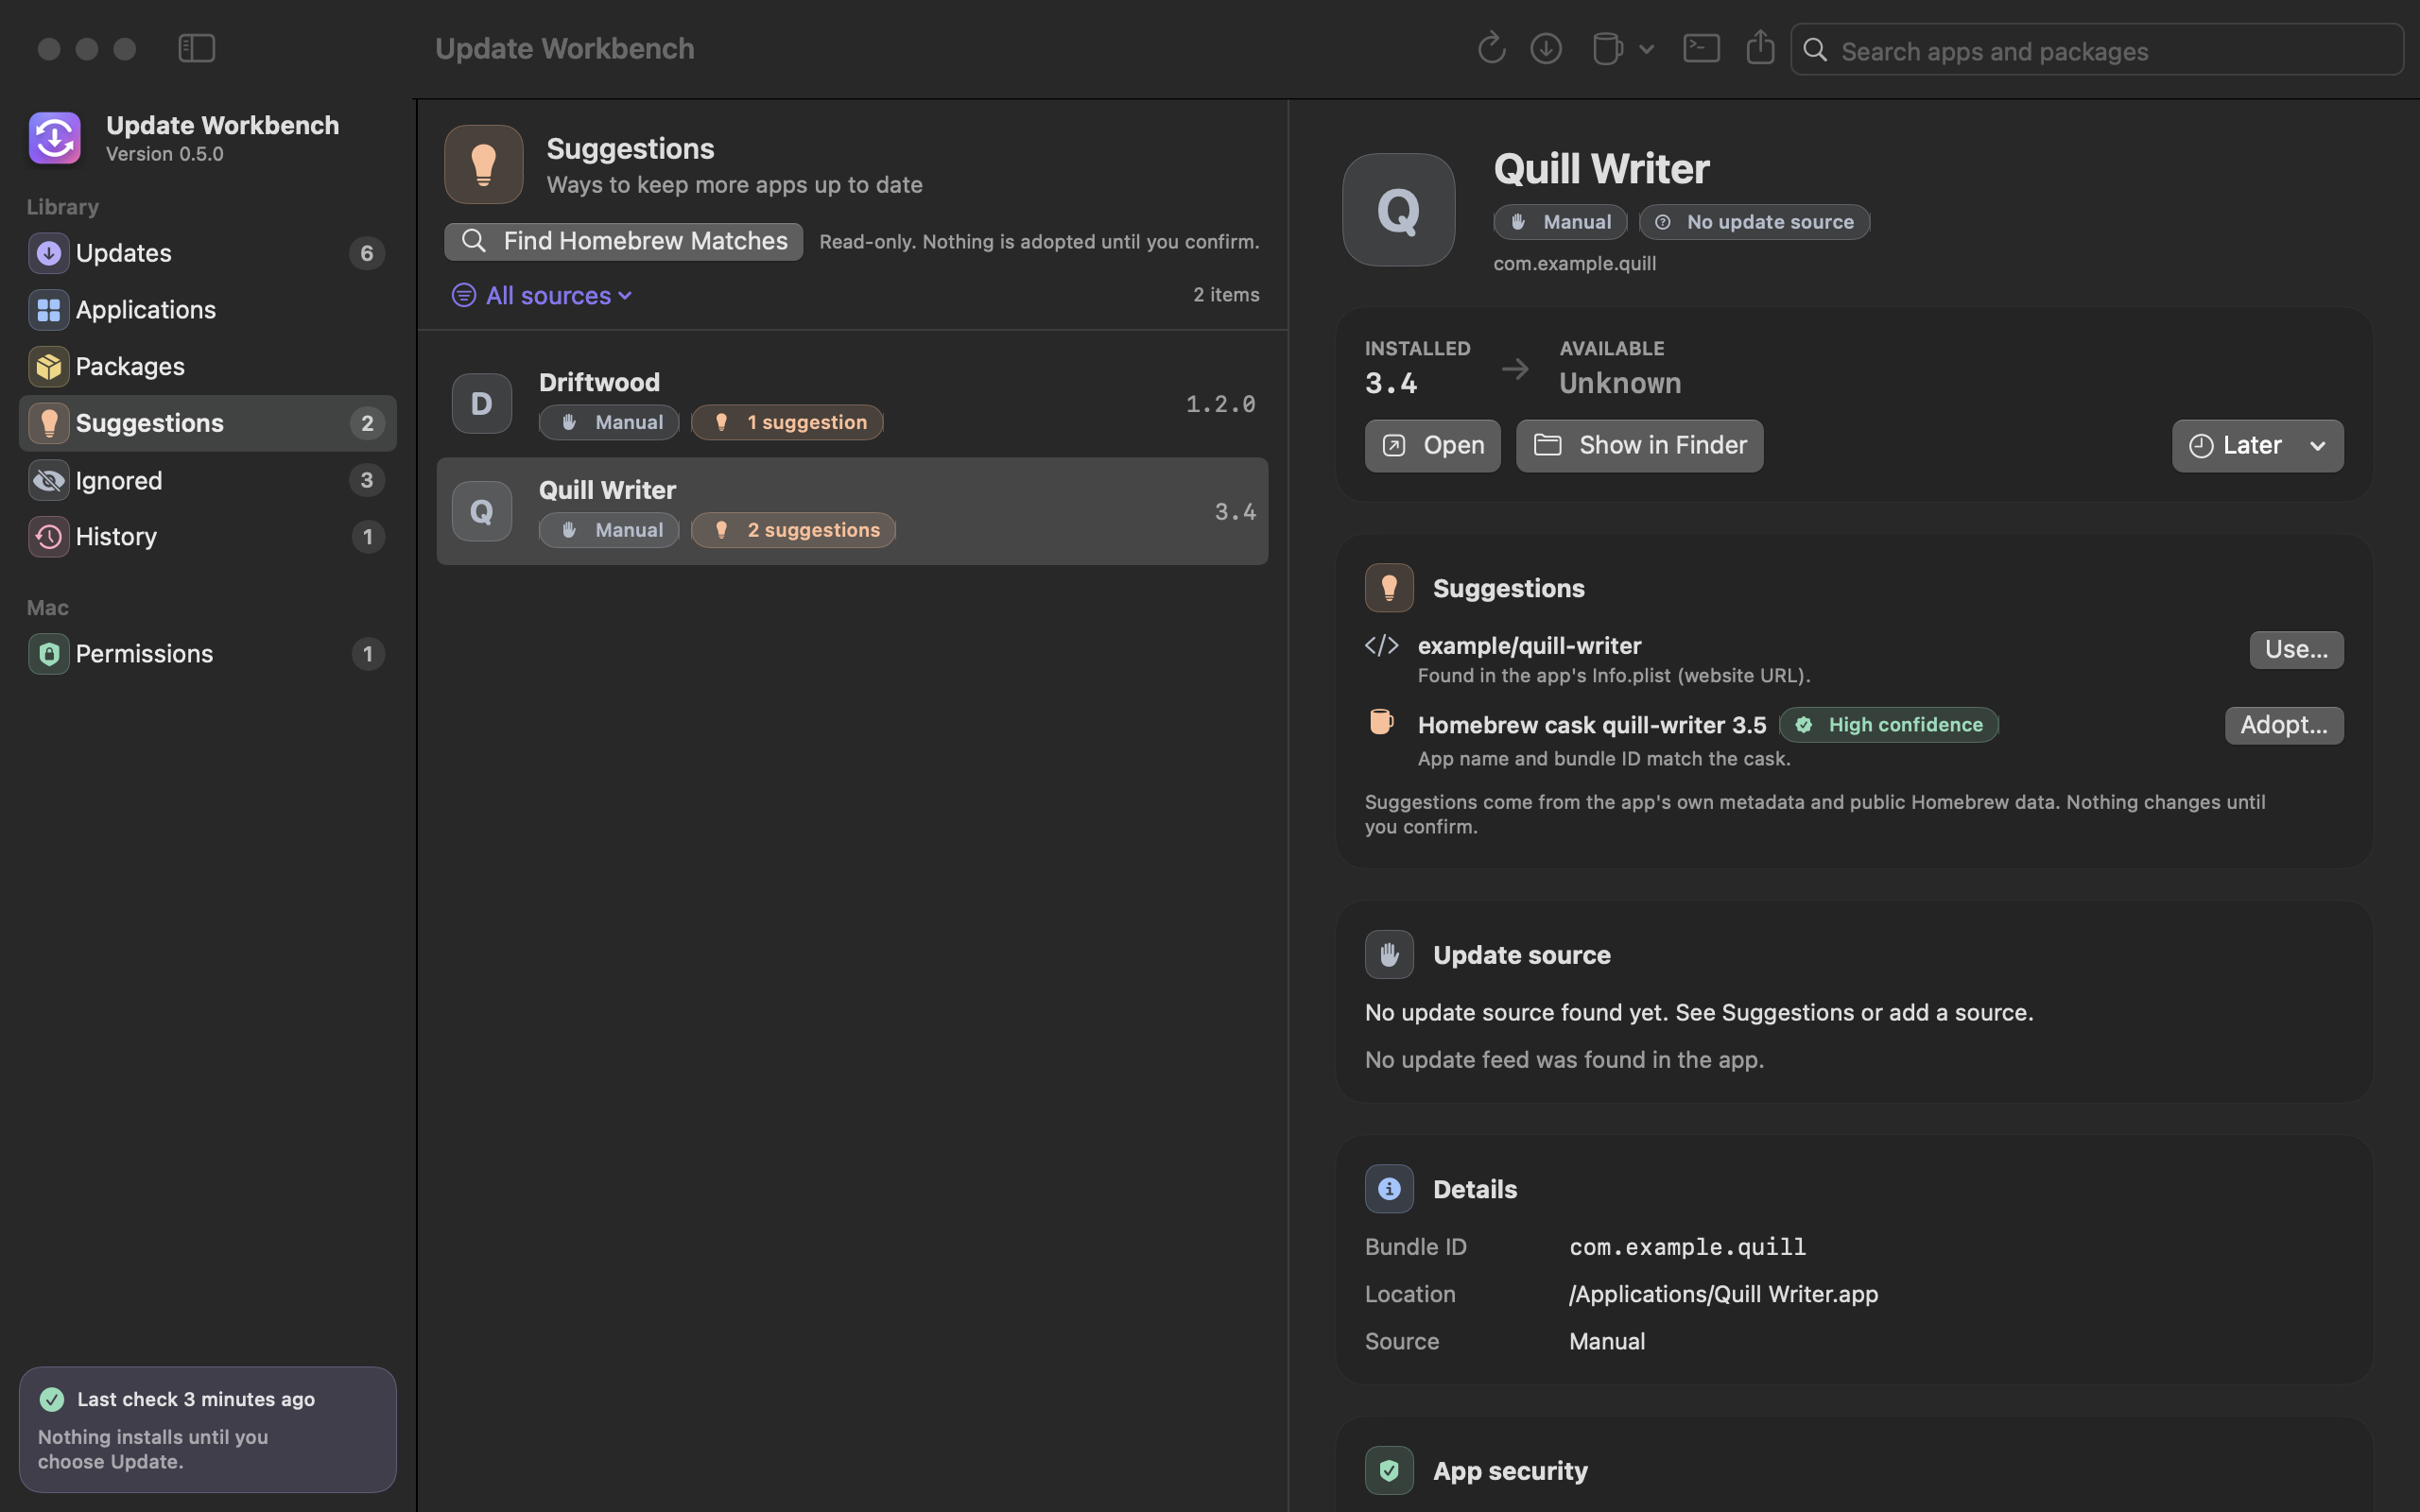 Update Workbench
Search apps and packages
Update Workbench
Version 0.5.0
Library
Updates 6
Applications
Packages
Suggestions 2
Ignored 3
History 1
Mac
Permissions 1
Last check 3 minutes ago
Nothing installs until you
choose Update.
Suggestions
Ways to keep more apps up to date
Find Homebrew Matches Read-only. Nothing is adopted until you confirm.
All sources 2 items
D
Driftwood
Manual 1 suggestion
1.2.0
Q
Quill Writer
Manual 2 suggestions
3.4
Q
Quill Writer
Manual No update source
com.example.quill
INSTALLED AVAILABLE
3.4 Unknown
Open Show in Finder Later
Suggestions
example/quill-writer
Found in the app's Info.plist (website URL).
Use...
Homebrew cask quill-writer 3.5 High confidence
App name and bundle ID match the cask.
Adopt...
Suggestions come from the app's own metadata and public Homebrew data. Nothing changes until
you confirm.
Update source
No update source found yet. See Suggestions or add a source.
No update feed was found in the app.
Details
Bundle ID com.example.quill
Location /Applications/Quill Writer.app
Source Manual
App security